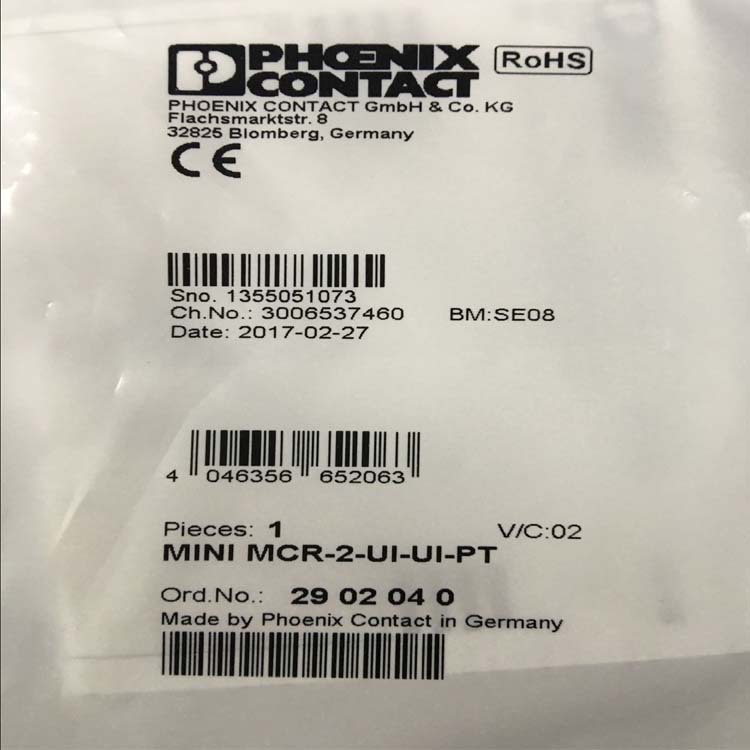 PHOENIX
CONTACT
RoHS
PHOENIX CONTACT GmbH & Co. KG
Flachsmarktstr. 8
32825 Blomberg, Germany
CE
Sno. 1355051073
Ch.No.: 3006537460 BM:SE08
Date: 2017-02-27
4 046356 652063
Pieces: 1 V/C:02
MINI MCR-2-UI-UI-PT
Ord.No.: 29 02 04 0
Made by Phoenix Contact in Germany